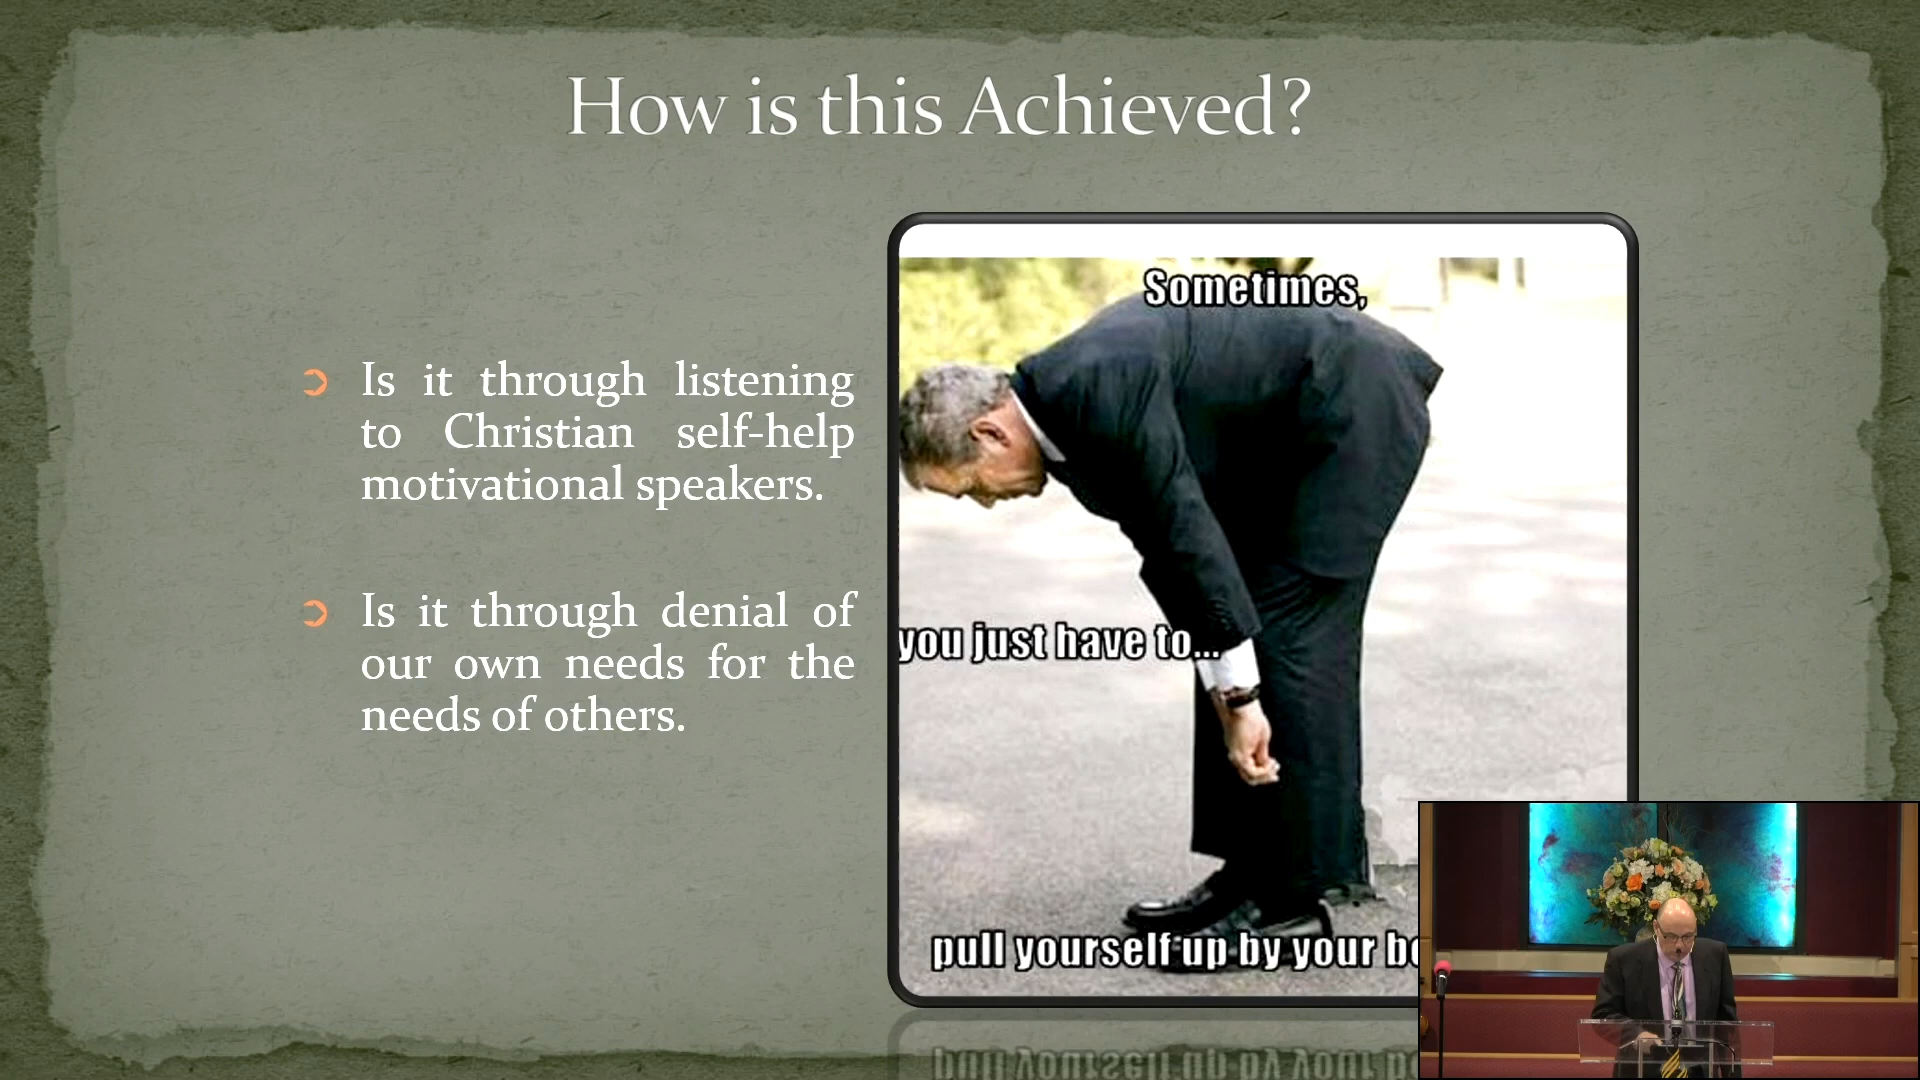 How is this Achieved?
Is it through listening
to Christian self-help
motivational speakers.
Is it through denial of
our own needs for the
needs of others.
Sometimes,
you just have to...
pull yourself up by your